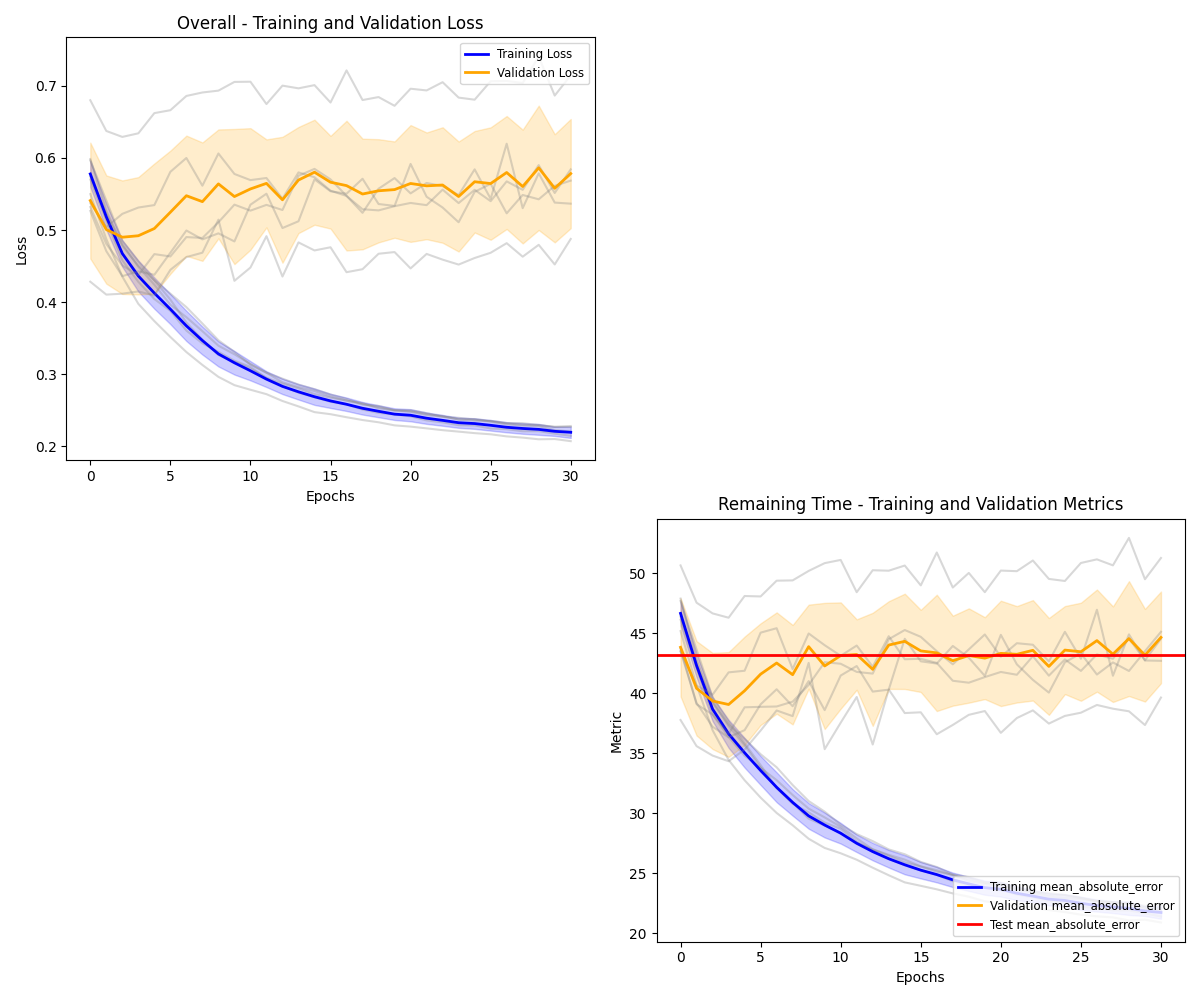 Overall - Training and Validation Loss
Training Loss
Validation Loss
0.7
0.6
0.5
0.4
0.3
0.2
Loss
0 5 10 15 20 25 30
Epochs
Remaining Time - Training and Validation Metrics
50
45
40
35
30
25
20
Metric
Training mean_absolute_error
Validation mean_absolute_error
Test mean_absolute_error
0 5 10 15 20 25 30
Epochs